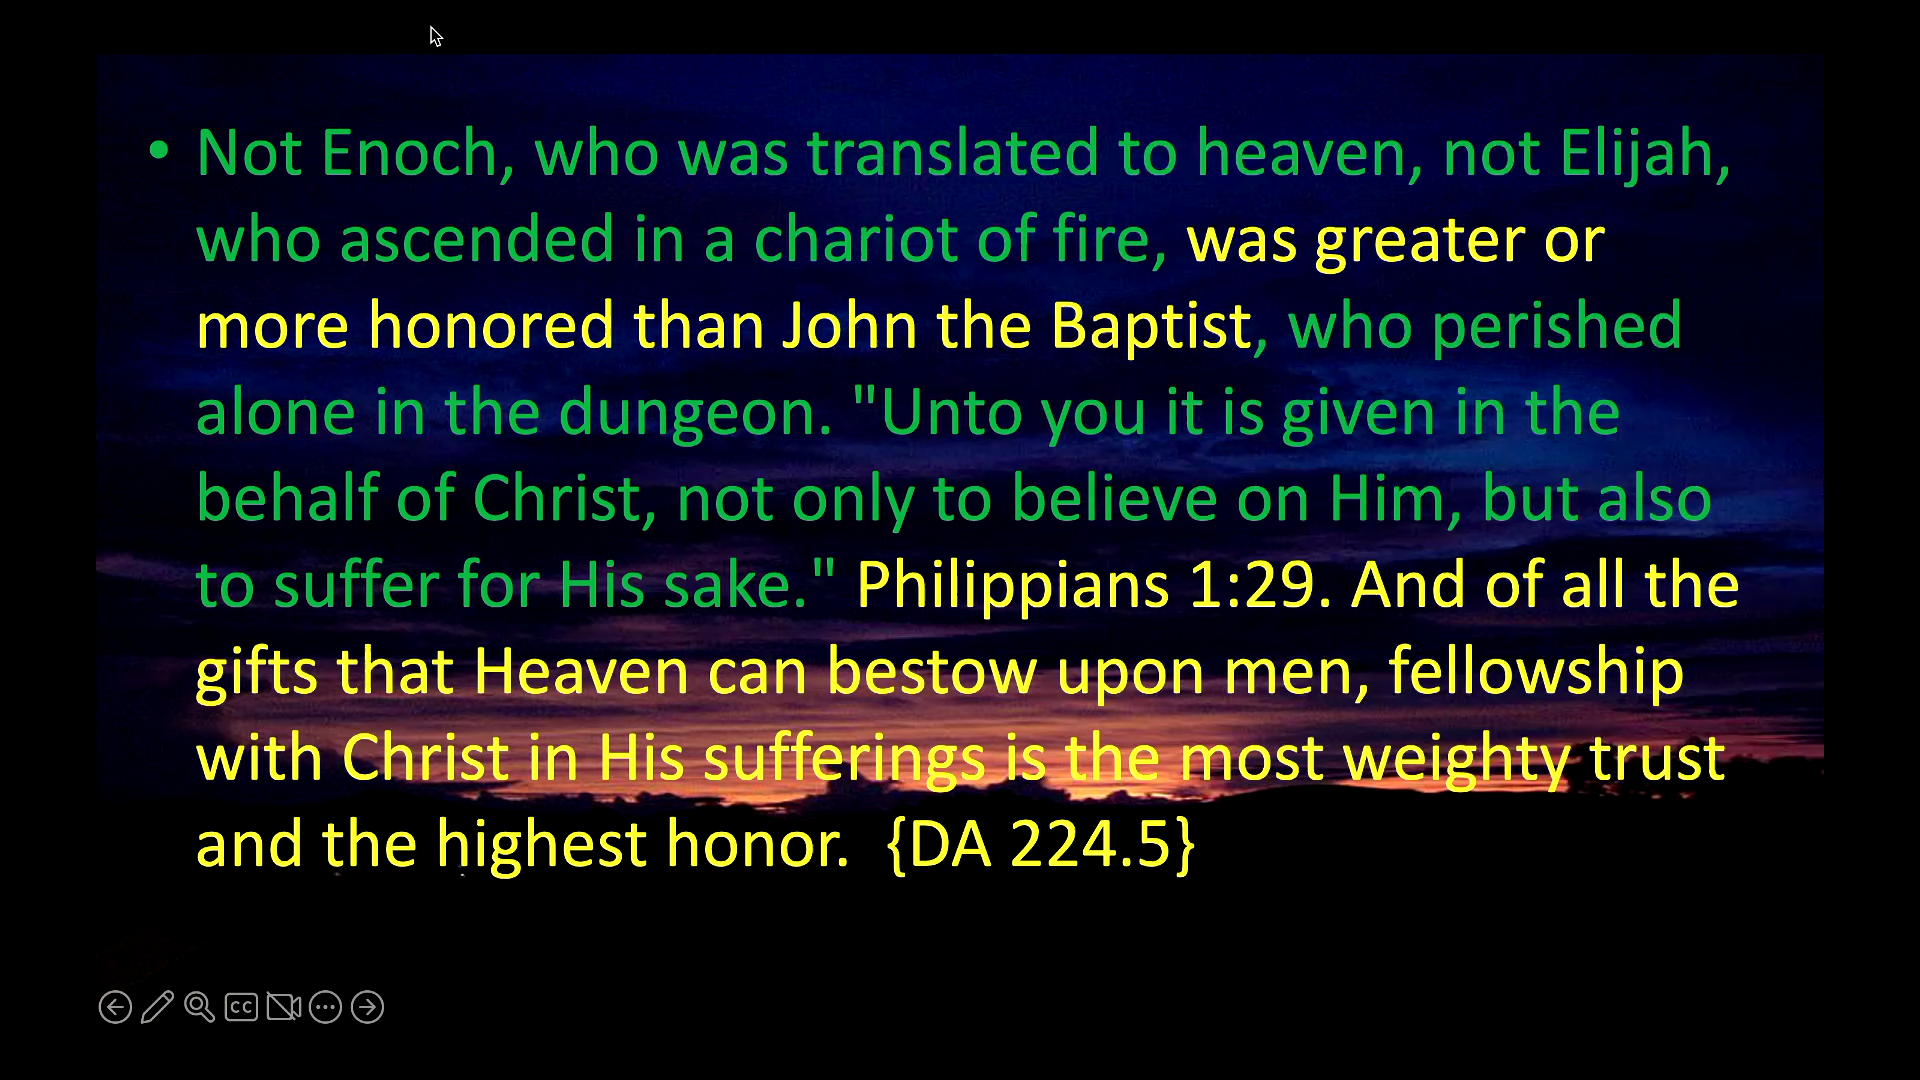 • Not Enoch, who was translated to heaven, not Elijah,
who ascended in a chariot of fire, was greater or
more honored than John the Baptist, who perished
alone in the dungeon. "Unto you it is given in the
behalf of Christ, not only to believe on Him, but also
to suffer for His sake." Philippians 1:29. And of all the
gifts that Heaven can bestow upon men, fellowship
with Christ in His sufferings is the most weighty trust
and the highest honor.  {DA 224.5}
CC